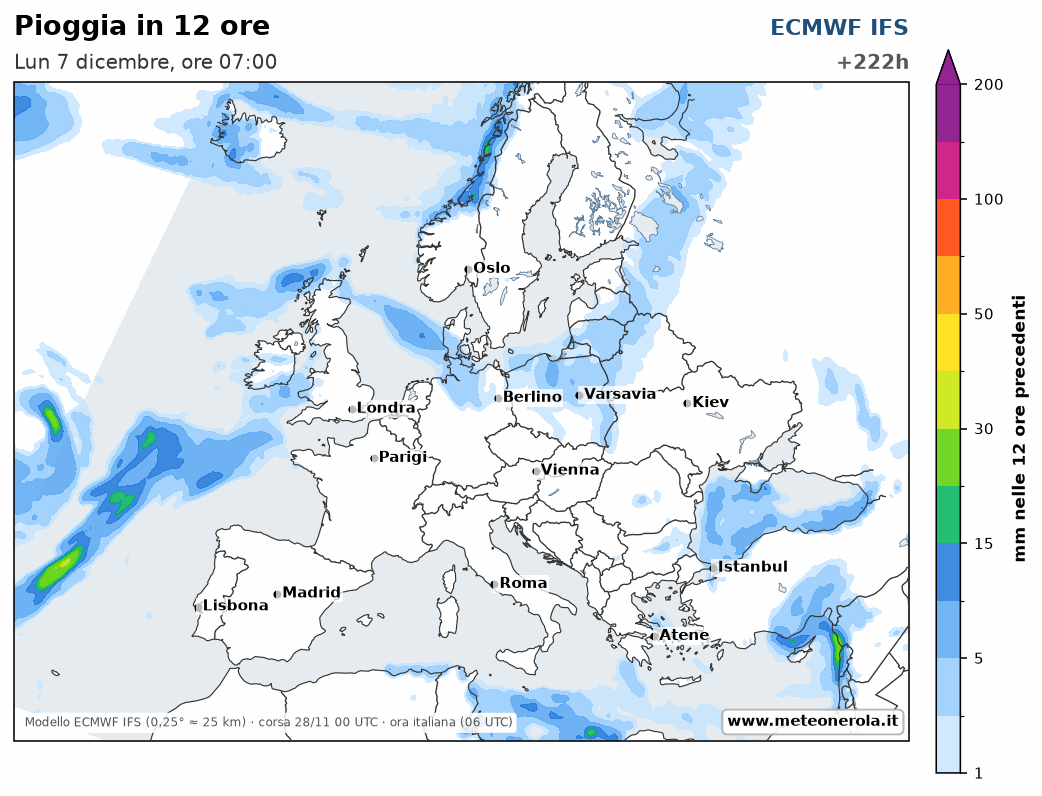 Pioggia in 12 ore
ECMWF IFS
Lun 7 dicembre, ore 07:00
+222h
200
100
50
30
15
5
1
mm nelle 12 ore precedenti
Oslo
Berlino
Varsavia
Kiev
Londra
Parigi
Vienna
Istanbul
Roma
Madrid
Lisbona
Atene
Modello ECMWF IFS (0,25° ≈ 25 km) · corsa 28/11 00 UTC · ora italiana (06 UTC)
www.meteonerola.it